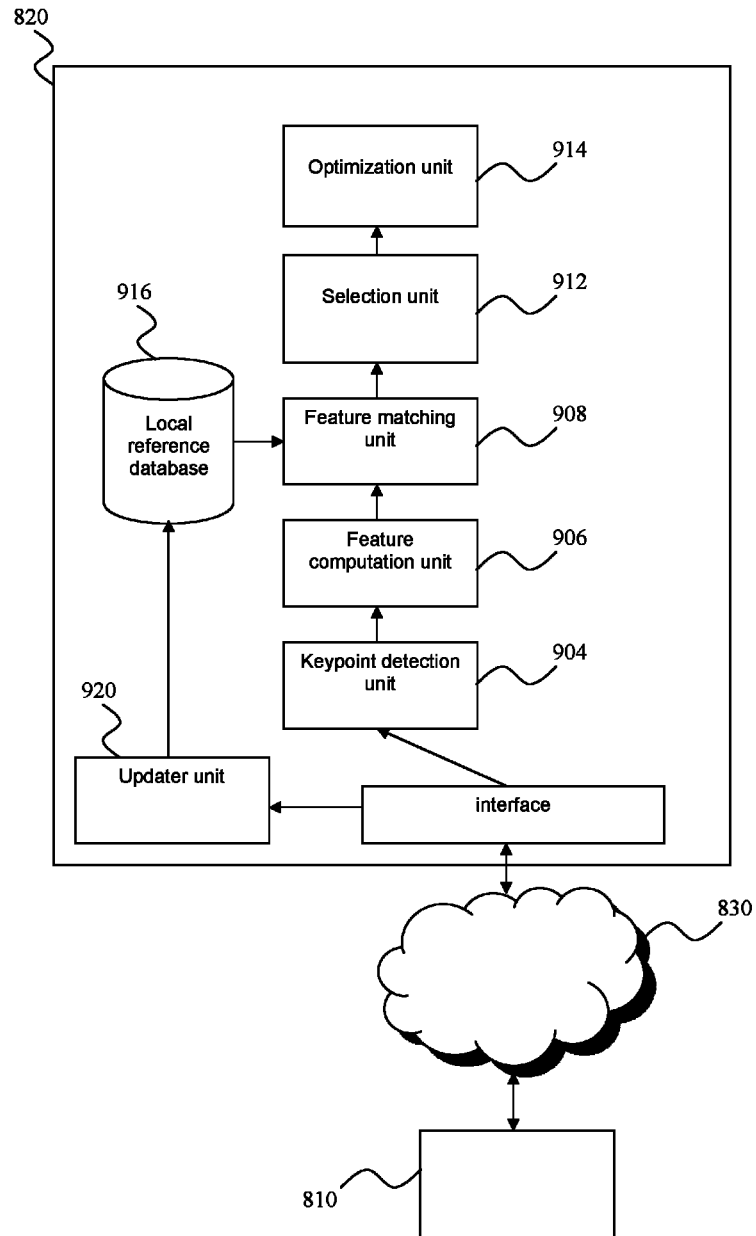 820
Optimization unit
914
Selection unit
912
916
Local
reference
database
Feature matching
unit
908
Feature
computation unit
906
Keypoint detection
unit
904
920
Updater unit
interface
830
810